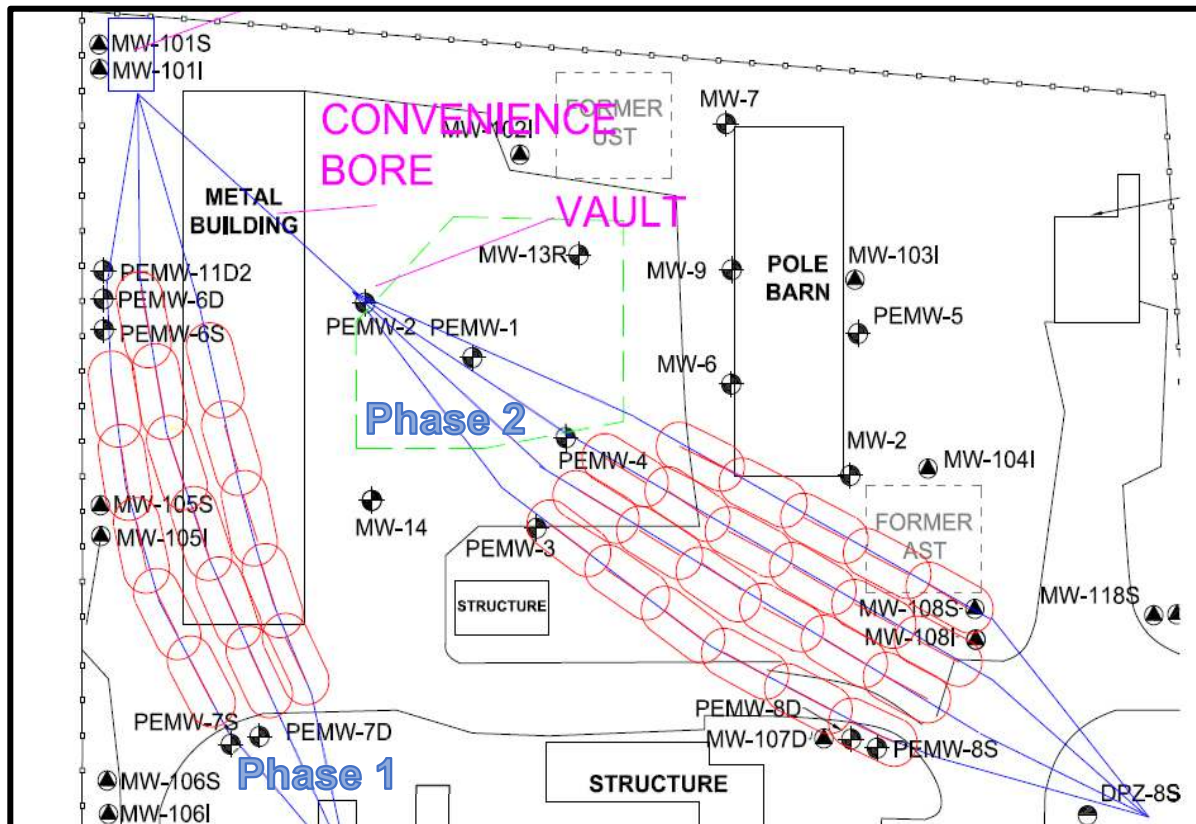 MW-101S
MW-101I
MW-7
CONVENIENCE
BORE
FORMER
UST
MW-102I
METAL
BUILDING
VAULT
MW-13R
MW-9
POLE
BARN
MW-103I
PEMW-11D2
PEMW-6D
PEMW-6S
PEMW-2
PEMW-1
PEMW-5
MW-6
Phase 2
PEMW-4
MW-2
MW-104I
MW-105S
MW-105I
MW-14
PEMW-3
FORMER
AST
STRUCTURE
MW-108S
MW-108I
MW-118S
PEMW-7S
PEMW-7D
PEMW-8D
MW-107D
PEMW-8S
Phase 1
STRUCTURE
MW-106S
MW-106I
DPZ-8S